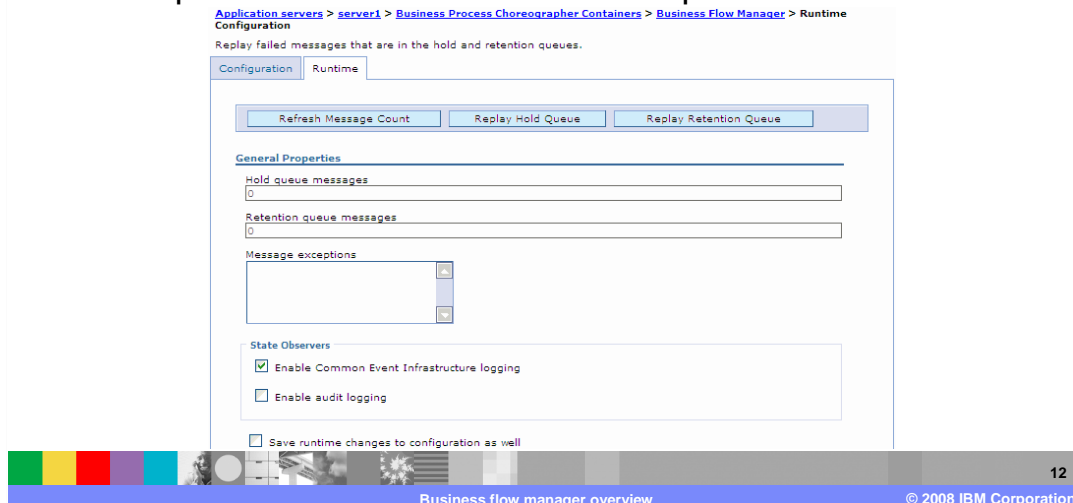 Application servers > server1 > Business Process Choreographer Containers > Business Flow Manager > Runtime
Configuration
Replay failed messages that are in the hold and retention queues.
Configuration Runtime
Refresh Message Count Replay Hold Queue Replay Retention Queue
General Properties
Hold queue messages
0
Retention queue messages
0
Message exceptions
State Observers
Enable Common Event Infrastructure logging
Enable audit logging
Save runtime changes to configuration as well
12
Business flow manager overview
© 2008 IBM Corporation